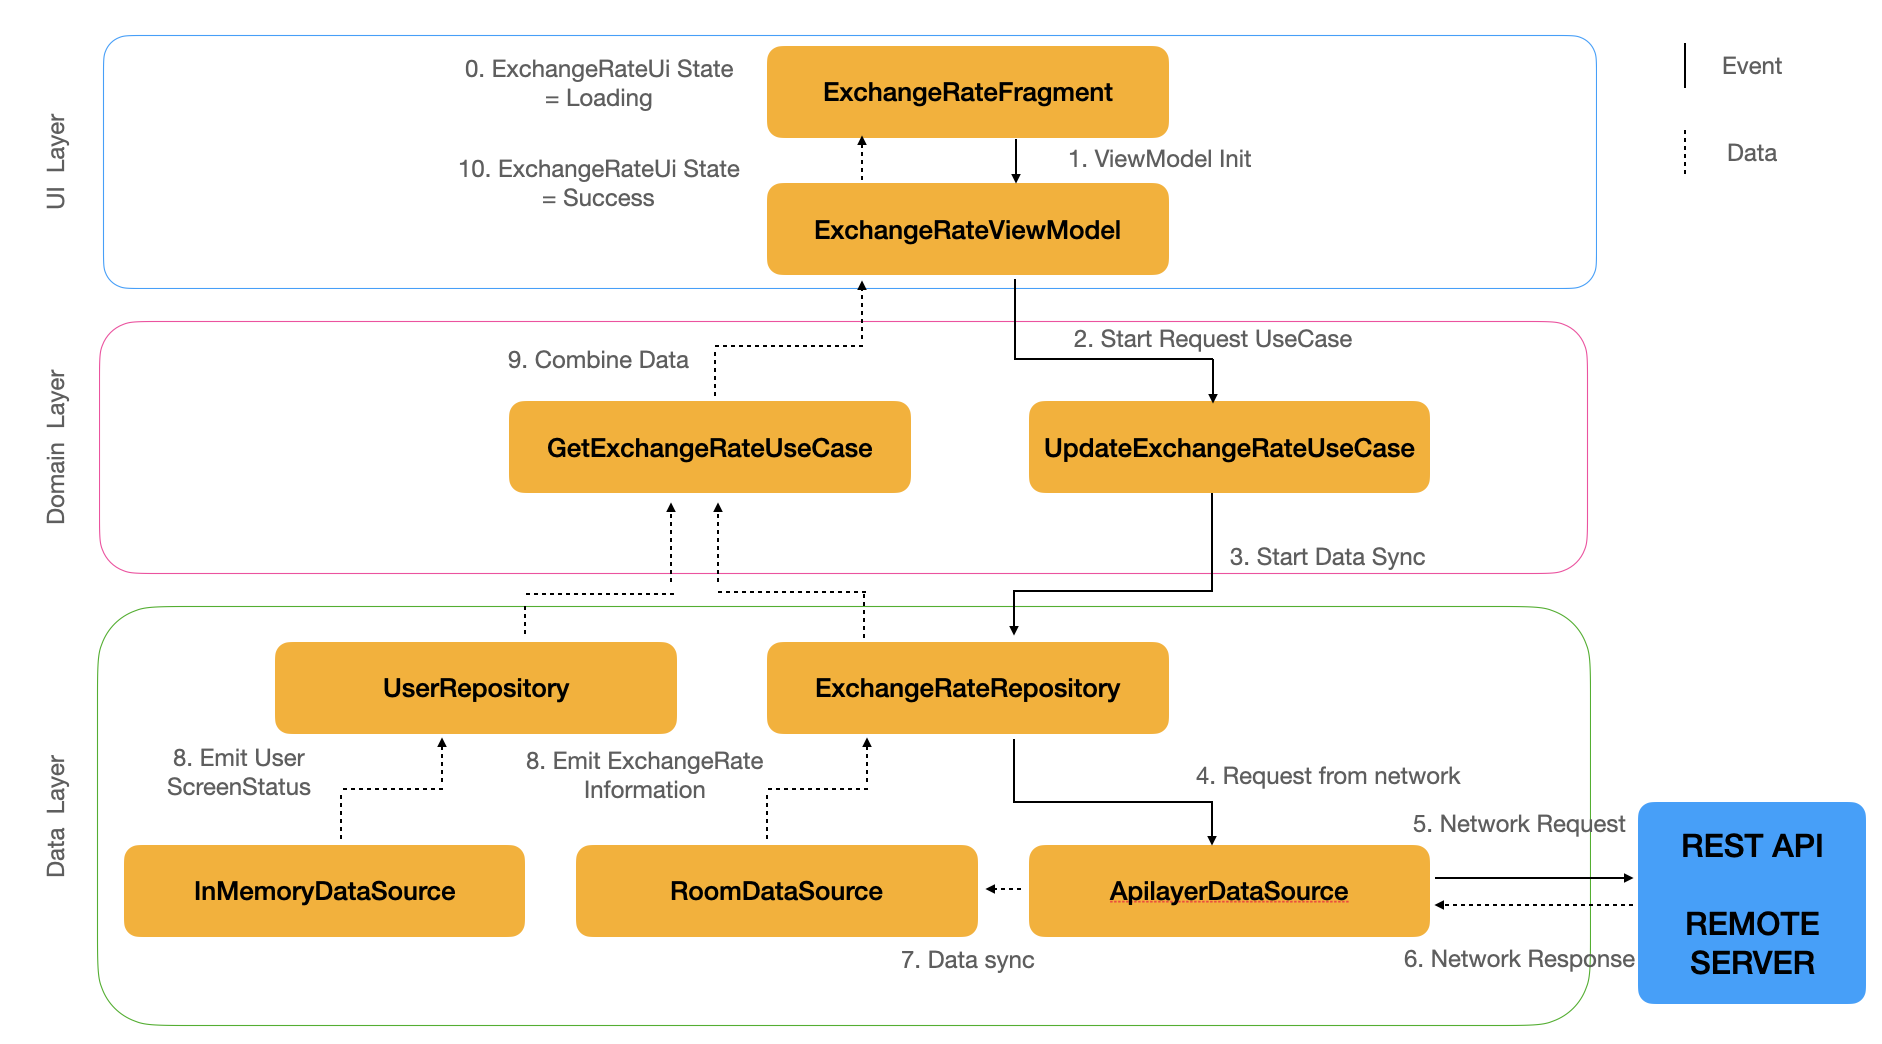 UI Layer
0. ExchangeRateUi State
= Loading
ExchangeRateFragment
Event
Data
10. ExchangeRateUi State
= Success
1. ViewModel Init
ExchangeRateViewModel
Domain Layer
9. Combine Data
2. Start Request UseCase
GetExchangeRateUseCase
UpdateExchangeRateUseCase
3. Start Data Sync
Data Layer
UserRepository
ExchangeRateRepository
8. Emit User
ScreenStatus
8. Emit ExchangeRate
Information
4. Request from network
5. Network Request
InMemoryDataSource
RoomDataSource
ApilayerDataSource
REST API
REMOTE
SERVER
7. Data sync
6. Network Response